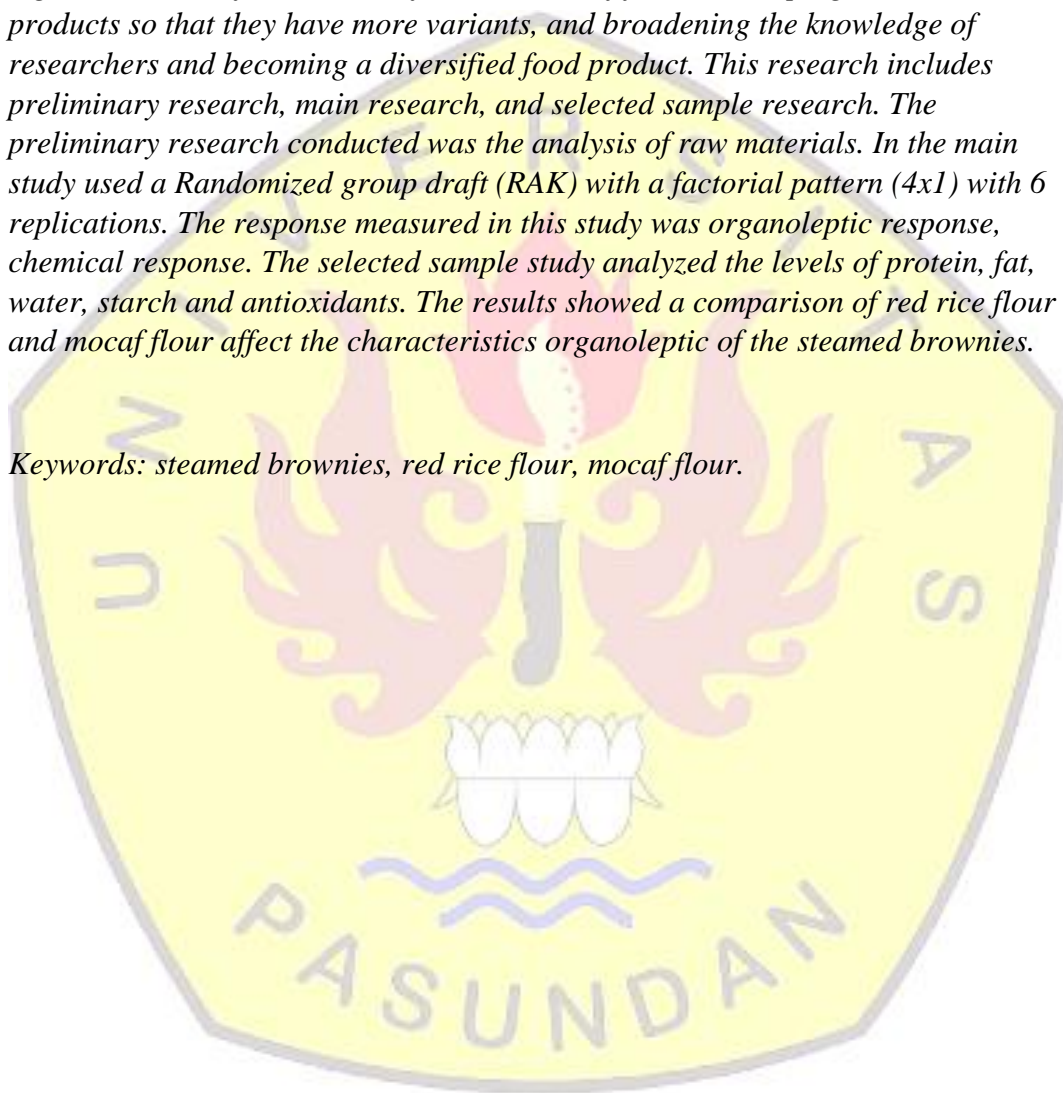 products so that they have more variants, and broadening the knowledge of
researchers and becoming a diversified food product. This research includes
preliminary research, main research, and selected sample research. The
preliminary research conducted was the analysis of raw materials. In the main
study used a Randomized group draft (RAK) with a factorial pattern (4x1) with 6
replications. The response measured in this study was organoleptic response,
chemical response. The selected sample study analyzed the levels of protein, fat,
water, starch and antioxidants. The results showed a comparison of red rice flour
and mocaf flour affect the characteristics organoleptic of the steamed brownies.
Keywords: steamed brownies, red rice flour, mocaf flour.
UNIVERSITAS
PASUNDAN